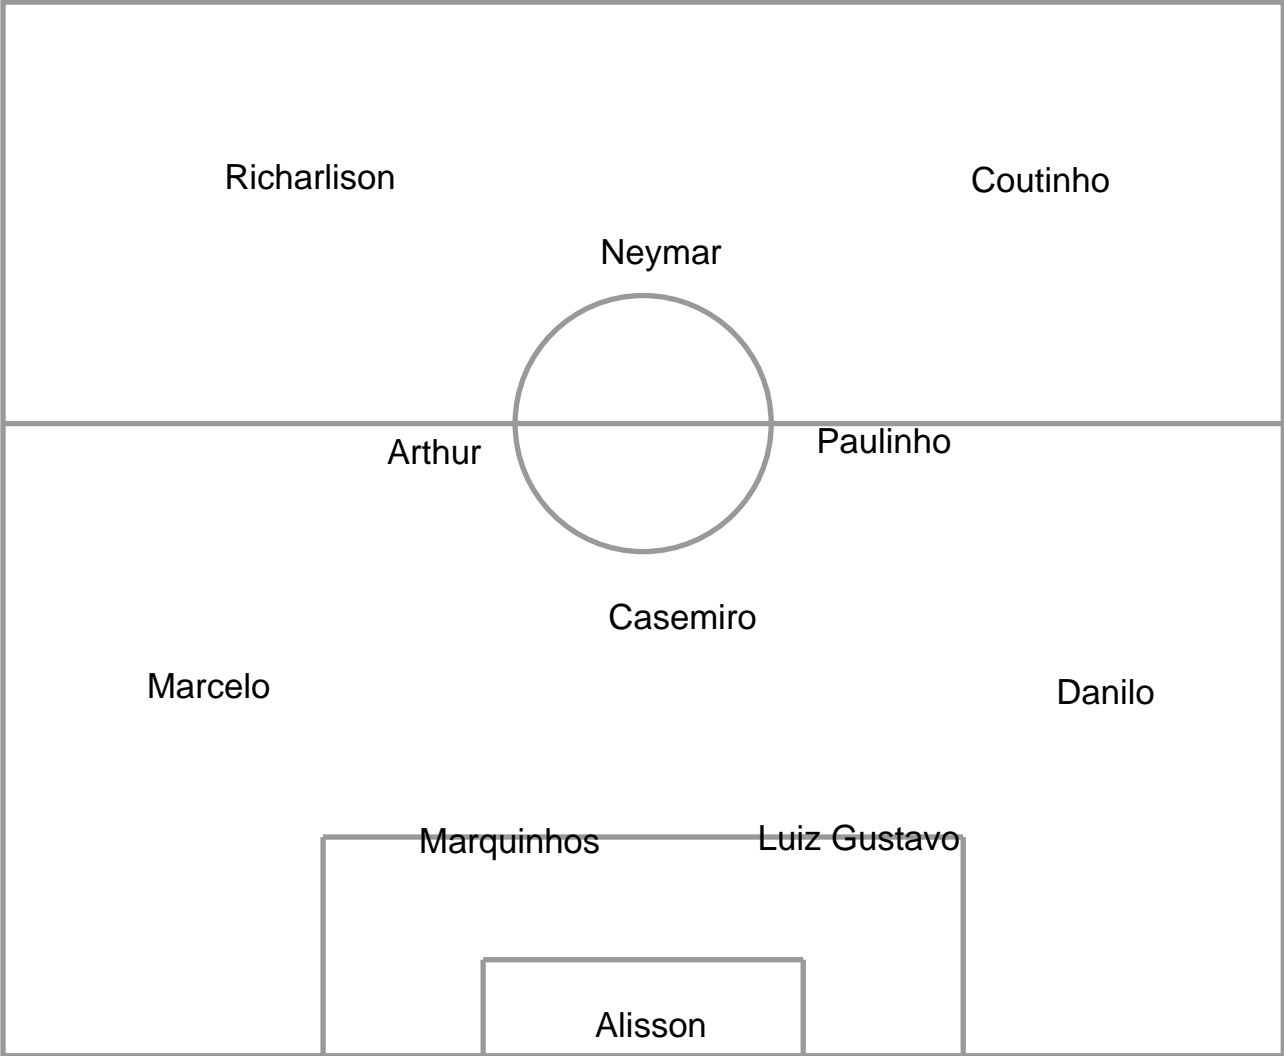 Richarlison
Coutinho
Neymar
Arthur
Paulinho
Casemiro
Marcelo
Danilo
Marquinhos
Luiz Gustavo
Alisson